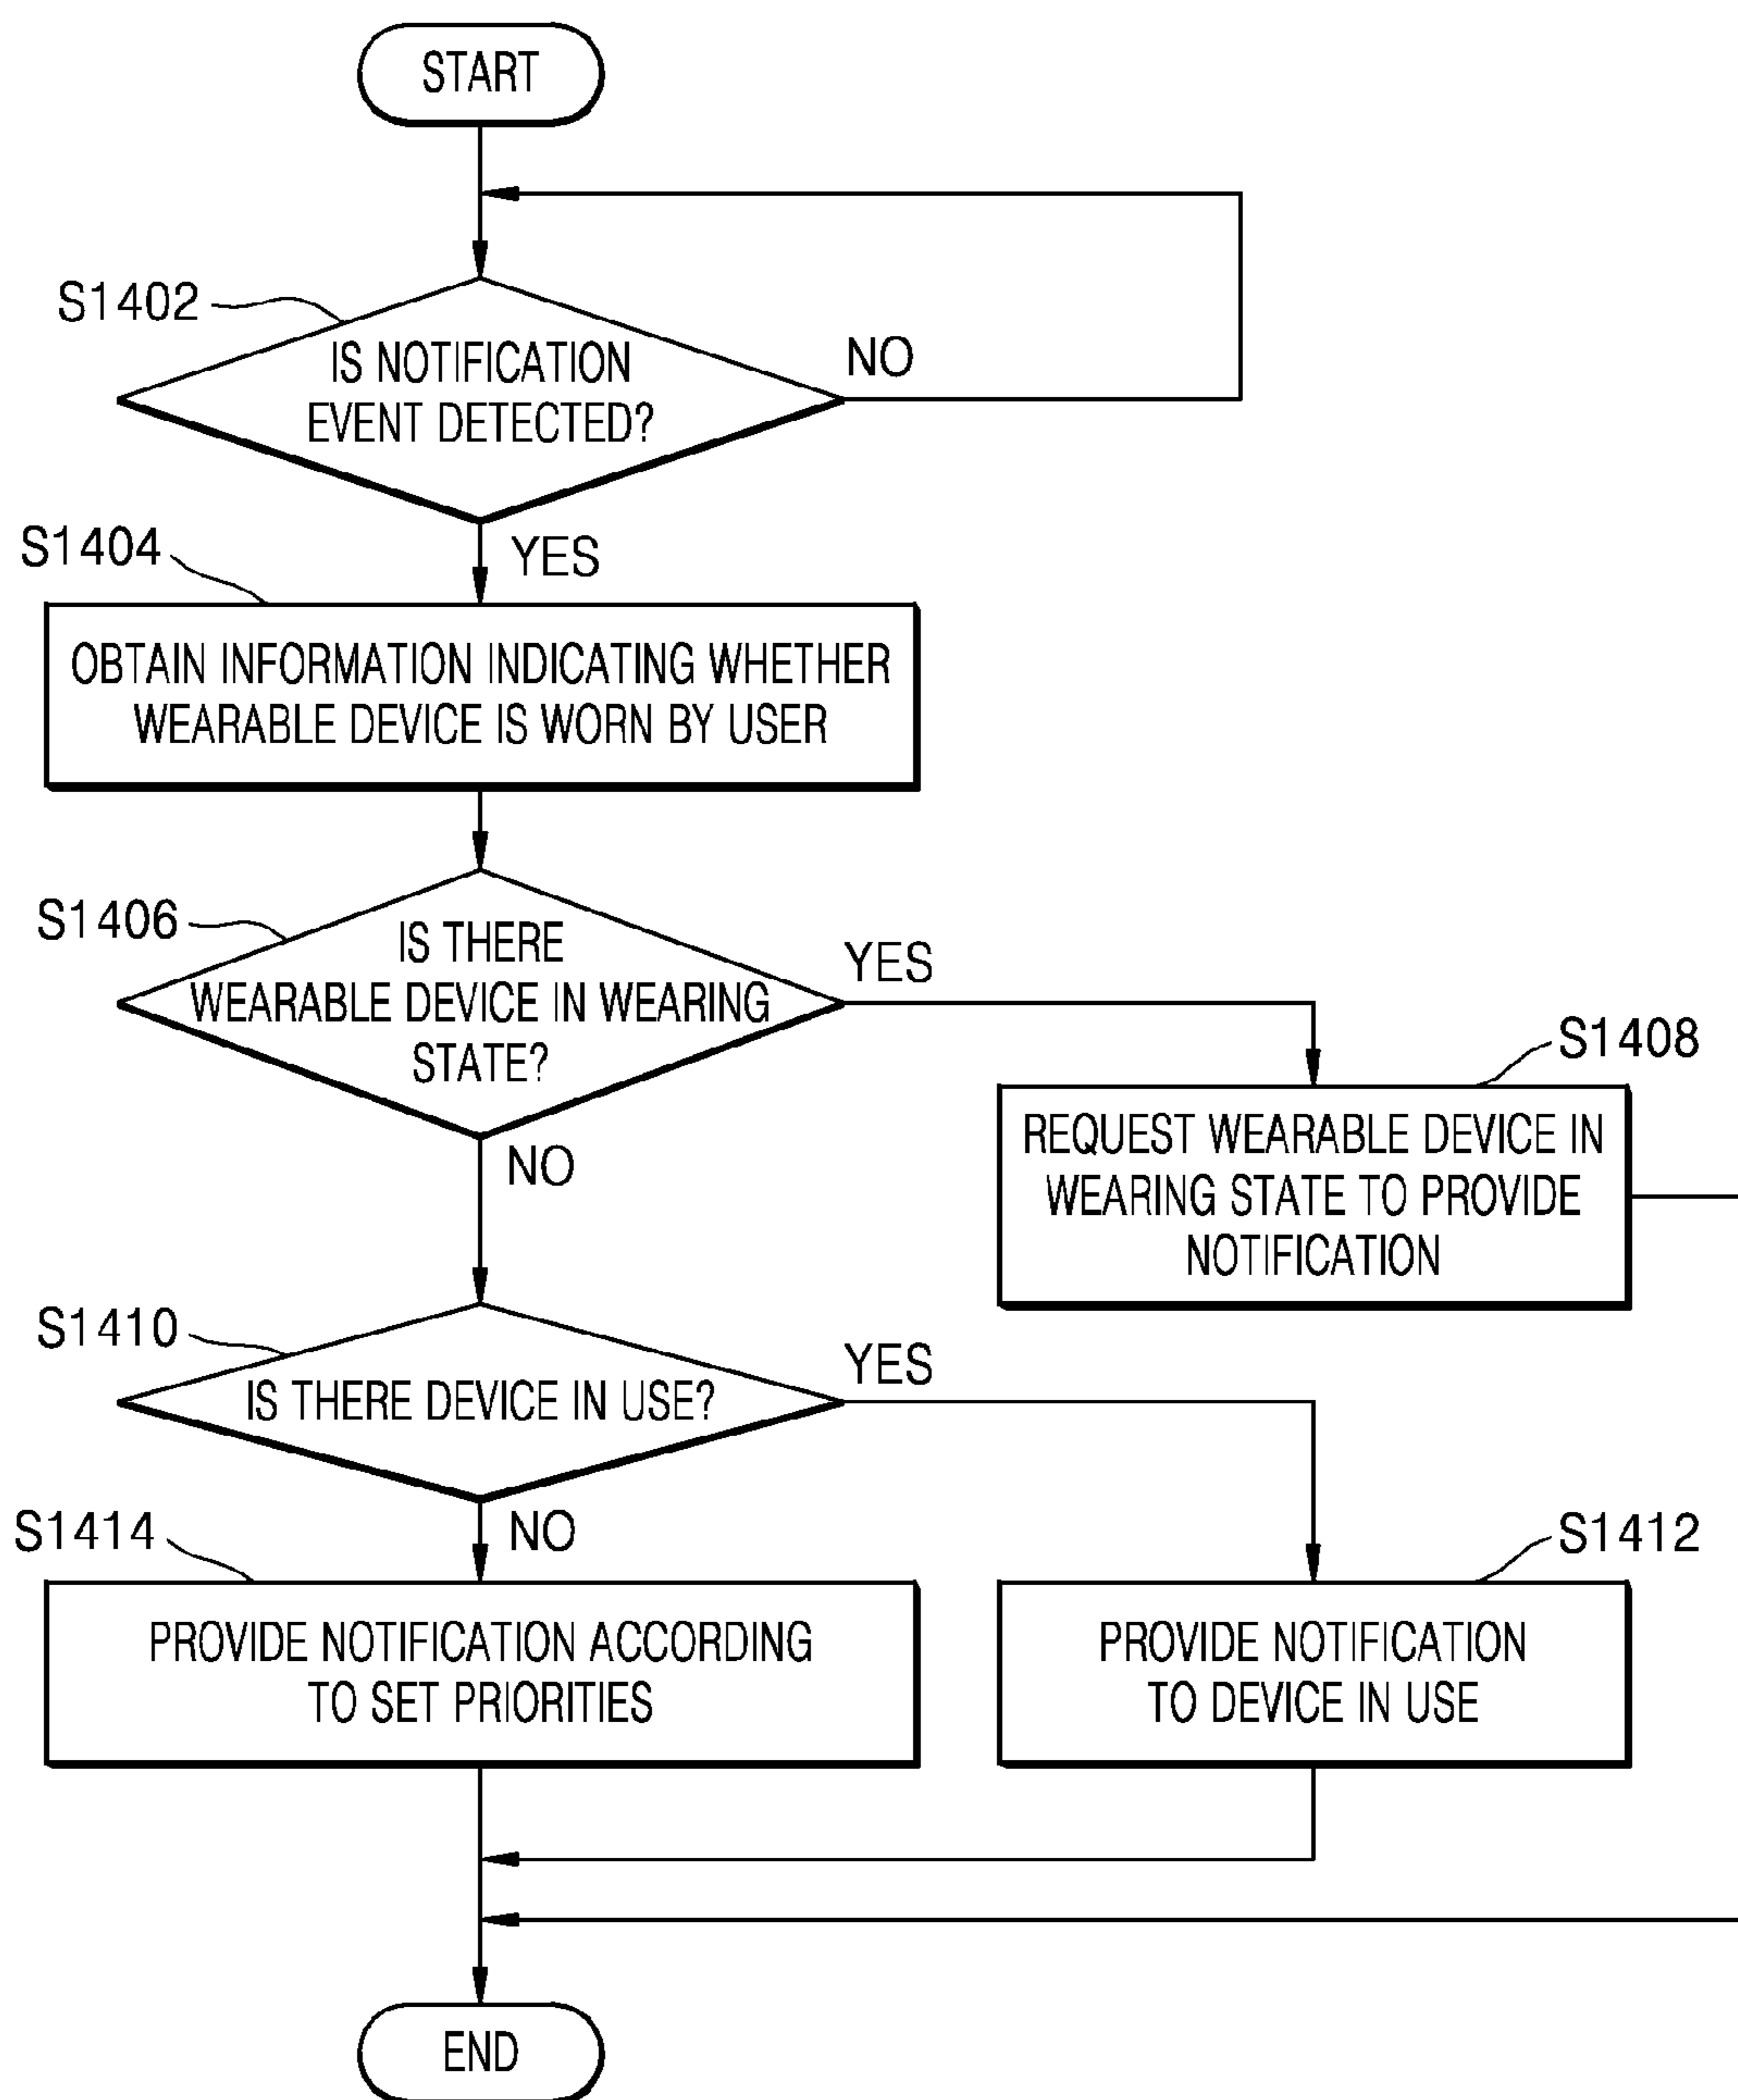 START
S1402
IS NOTIFICATION
EVENT DETECTED?
NO
YES
S1404
OBTAIN INFORMATION INDICATING WHETHER
WEARABLE DEVICE IS WORN BY USER
S1406
IS THERE
WEARABLE DEVICE IN WEARING
STATE?
YES
NO
S1408
REQUEST WEARABLE DEVICE IN
WEARING STATE TO PROVIDE
NOTIFICATION
S1410
IS THERE DEVICE IN USE?
YES
NO
S1414
PROVIDE NOTIFICATION ACCORDING
TO SET PRIORITIES
S1412
PROVIDE NOTIFICATION
TO DEVICE IN USE
END